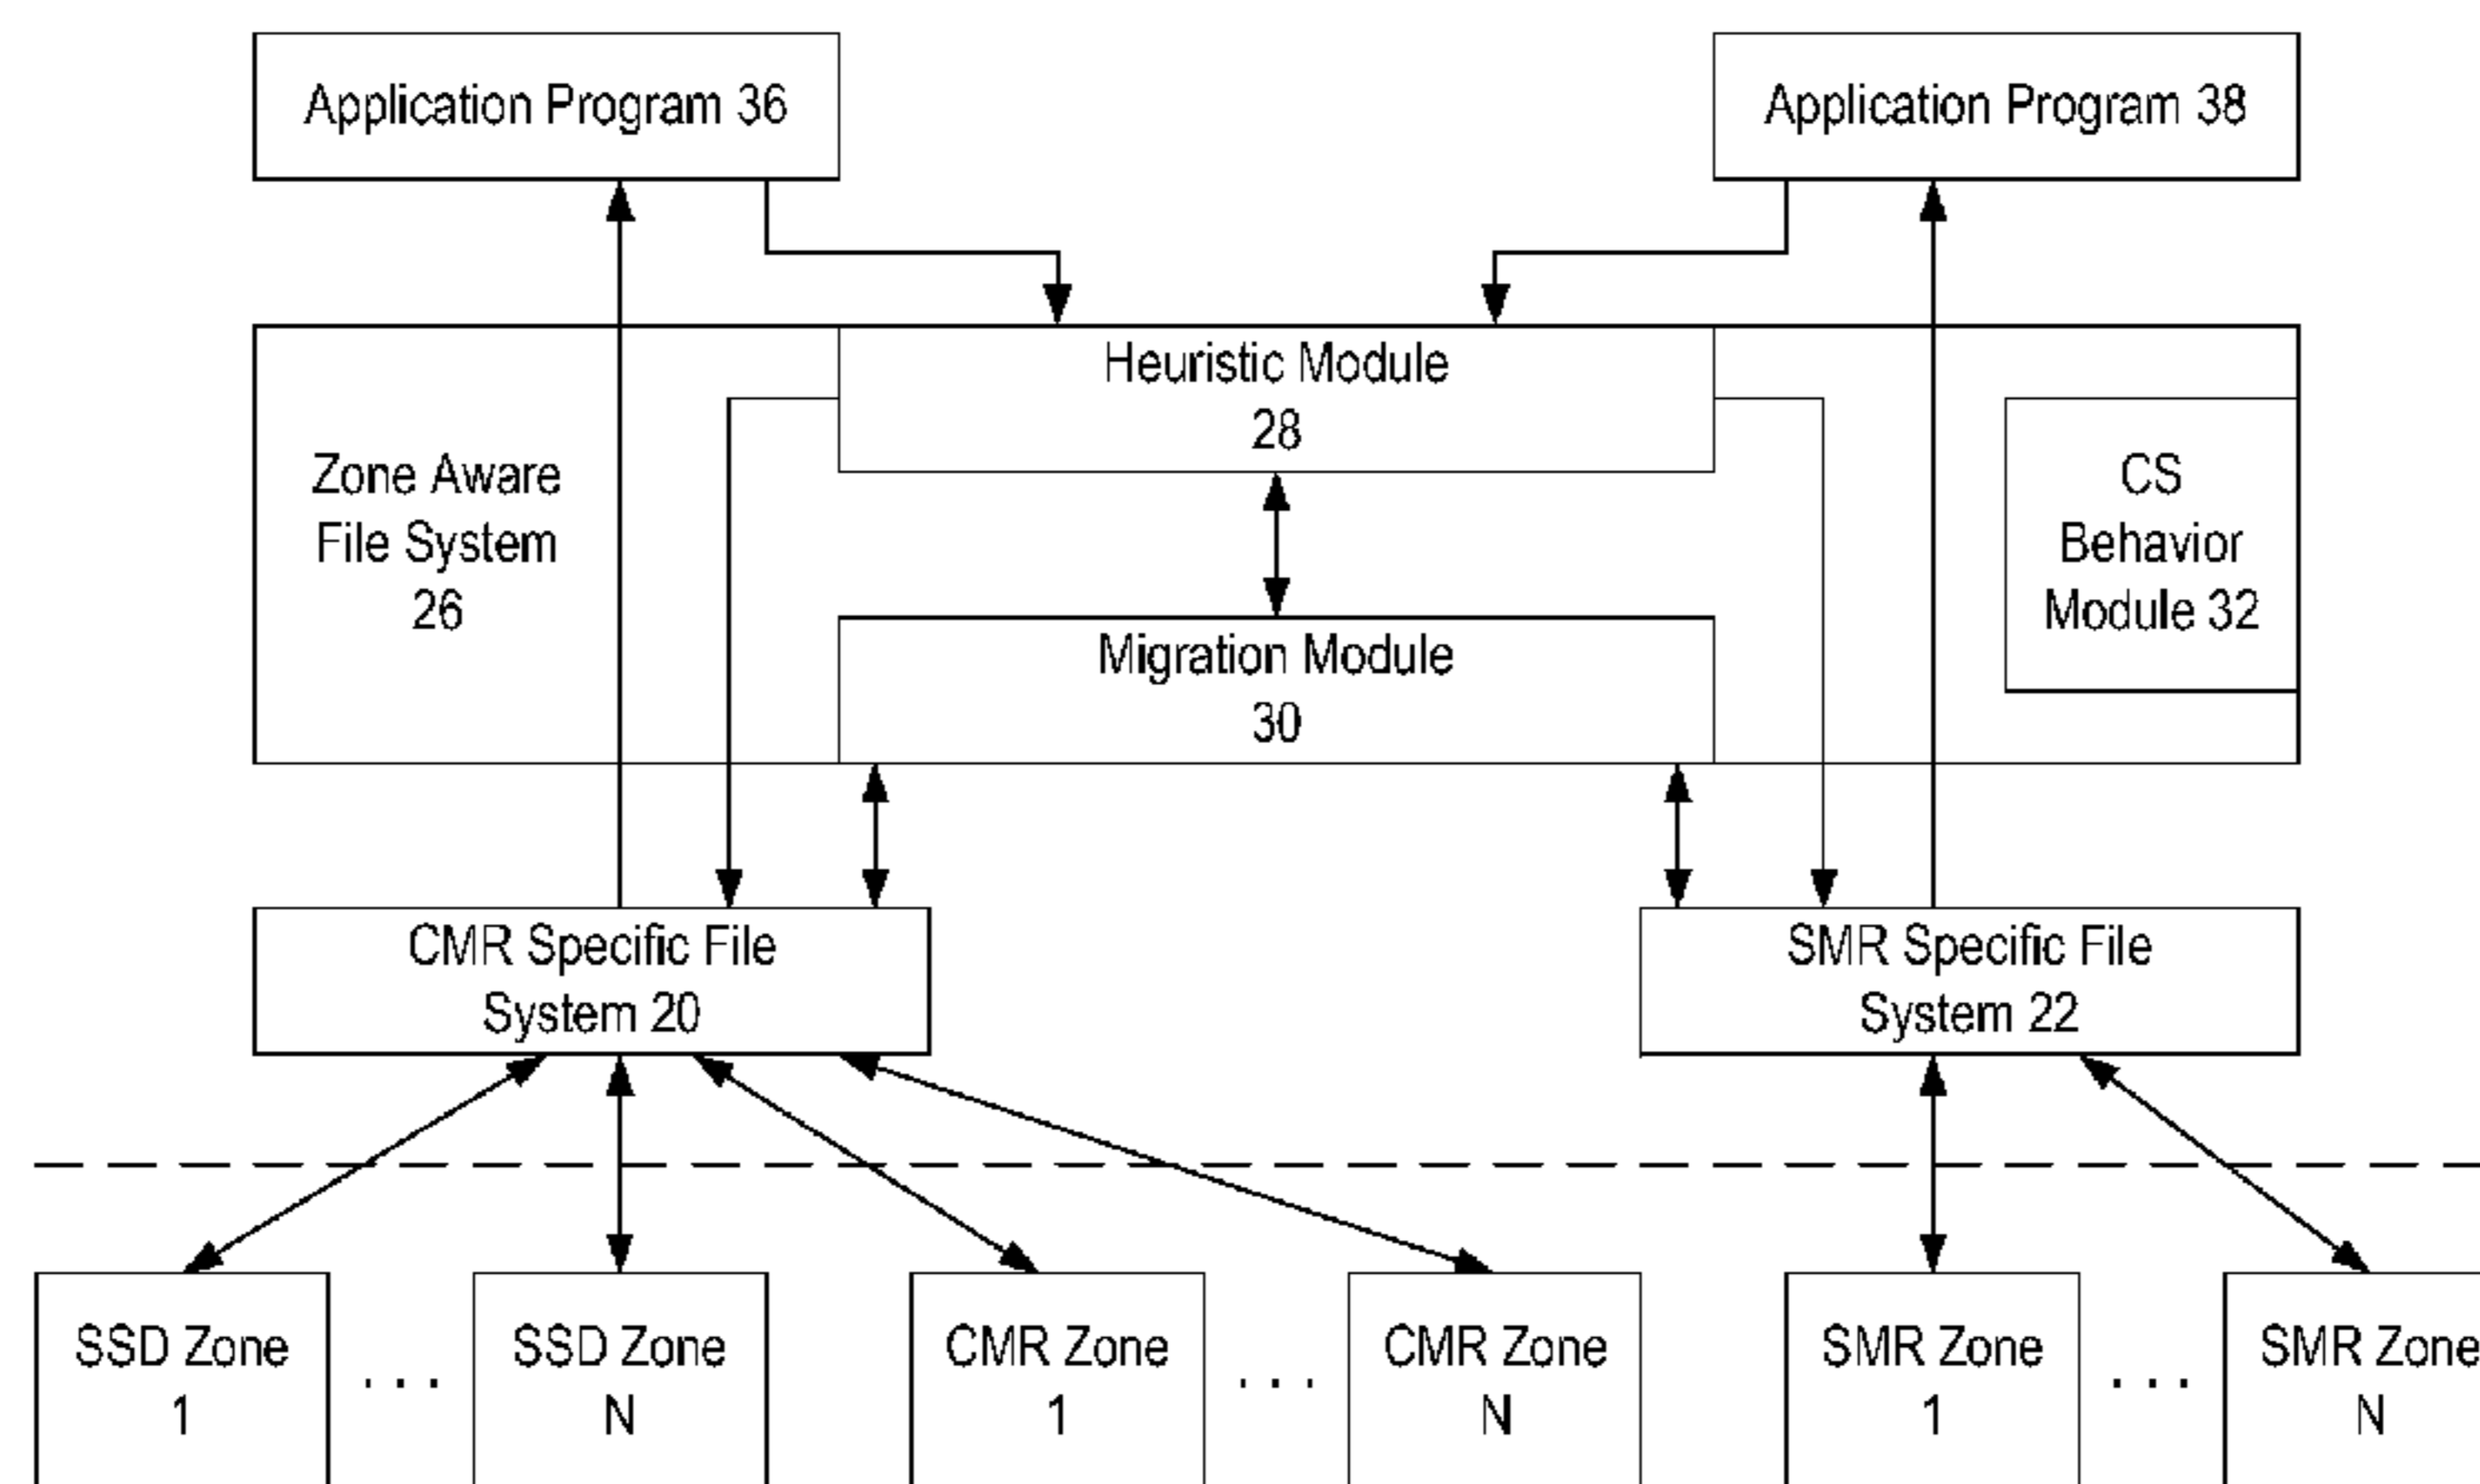 Application Program 36
Application Program 38
Heuristic Module
28
Zone Aware
File System
26
CS
Behavior
Module 32
Migration Module
30
CMR Specific File
System 20
SMR Specific File
System 22
SSD Zone
1
. . .
SSD Zone
N
CMR Zone
1
. . .
CMR Zone
N
SMR Zone
1
. . .
SMR Zone
N